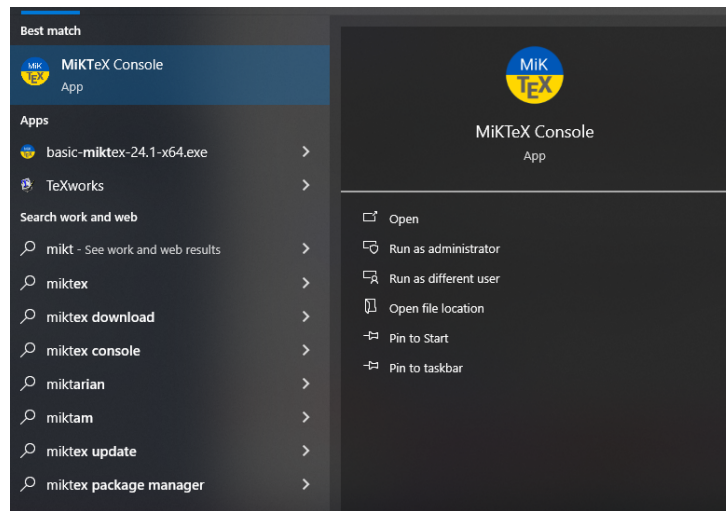 Best match
MiKTeX Console
App
Apps
basic-miktex-24.1-x64.exe
TeXworks
Search work and web
mikt - See work and web results
miktex
miktex download
miktex console
miktarian
miktam
miktex update
miktex package manager
MiK
TEX
MiKTeX Console
App
Open
Run as administrator
Run as different user
Open file location
Pin to Start
Pin to taskbar